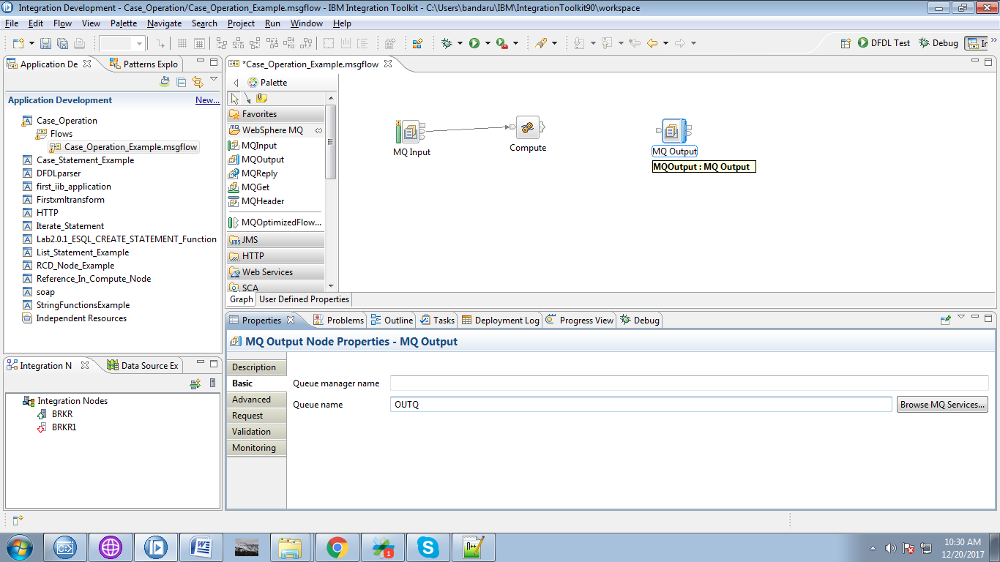 Integration Development - Case_Operation/Case_Operation_Example.msgflow - IBM Integration Toolkit - C:\Users\bandaru\IBM\IntegrationToolkit90\workspace
File Edit Flow View Palette Navigate Search Project Run Window Help
DFDL Test Debug Ir
Application De Patterns Explo
Application Development New...
Case_Operation
Flows
Case_Operation_Example.msgflow
Case_Statement_Example
DFDLparser
first_iib_application
Firstxmltransform
HTTP
Iterate_Statement
Lab2.0.1_ESQL_CREATE_STATEMENT_Function
List_Statement_Example
RCD_Node_Example
Reference_In_Compute_Node
soap
StringFunctionsExample
Independent Resources
*Case_Operation_Example.msgflow
Palette
Favorites
WebSphere MQ
MQInput
MQOutput
MQReply
MQGet
MQHeader
MQOptimizedFlow...
JMS
HTTP
Web Services
SCA
MQ Input
Compute
MQ Output
MQOutput : MQ Output
Graph User Defined Properties
Integration N Data Source Ex
Integration Nodes
BRKR
BRKR1
Properties Problems Outline Tasks Deployment Log Progress View Debug
MQ Output Node Properties - MQ Output
Description
Basic
Advanced
Request
Validation
Monitoring
Queue manager name
Queue name OUTQ Browse MQ Services...
10:30 AM
12/20/2017